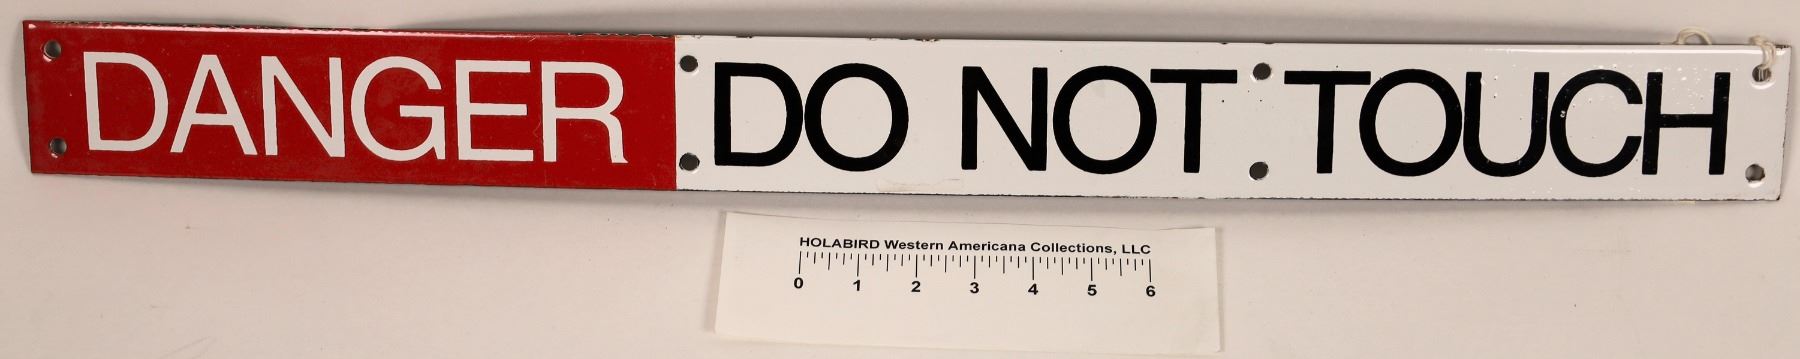 DANGER DO NOT TOUCH
HOLABIRD Western Americana Collections, LLC
0 1 2 3 4 5 6